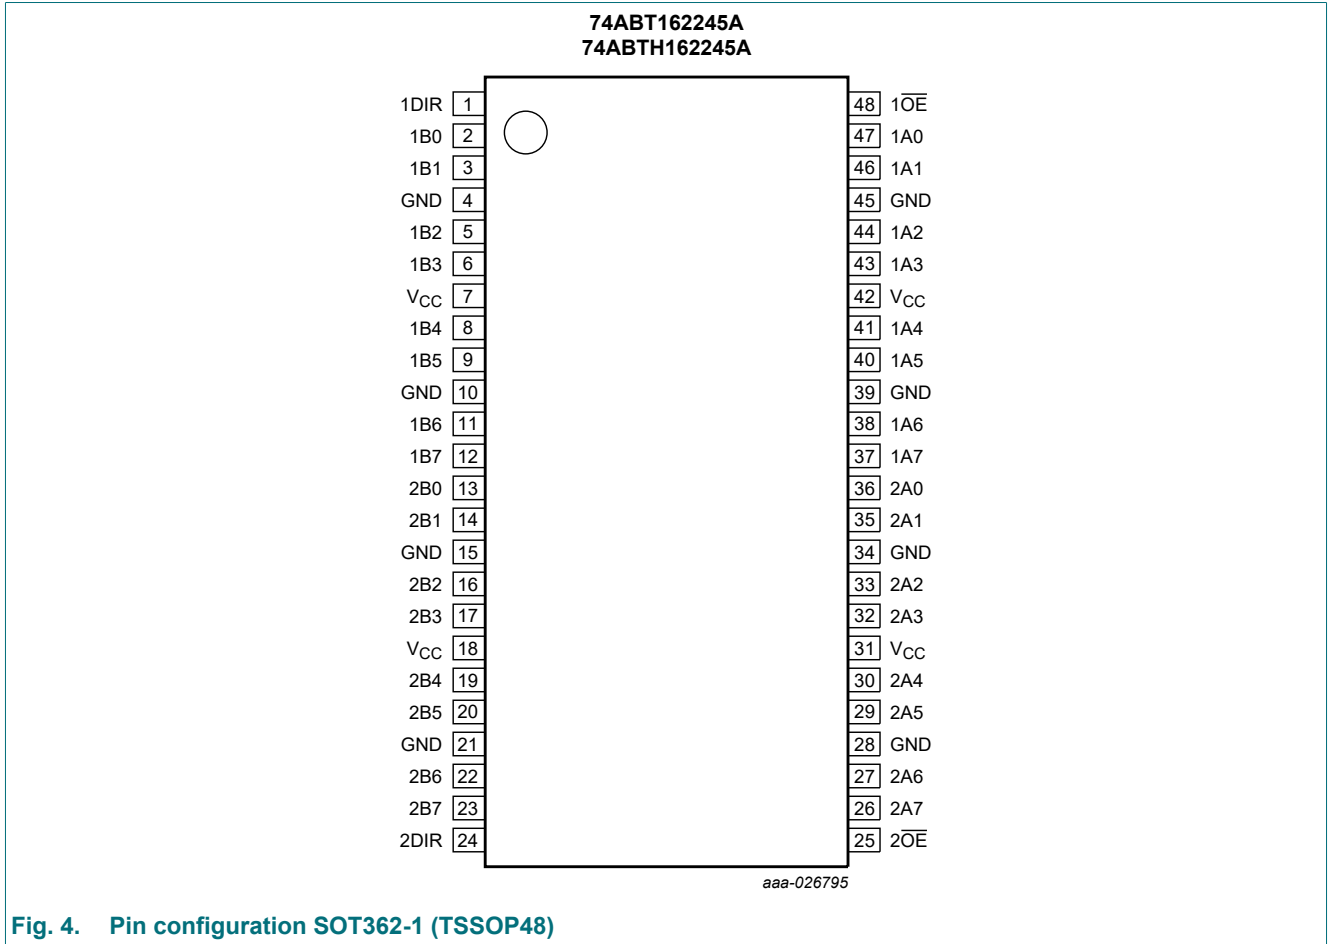 74ABT162245A
74ABTH162245A
1DIR 1 48 1O̅E̅
1B0 2 47 1A0
1B1 3 46 1A1
GND 4 45 GND
1B2 5 44 1A2
1B3 6 43 1A3
VCC 7 42 VCC
1B4 8 41 1A4
1B5 9 40 1A5
GND 10 39 GND
1B6 11 38 1A6
1B7 12 37 1A7
2B0 13 36 2A0
2B1 14 35 2A1
GND 15 34 GND
2B2 16 33 2A2
2B3 17 32 2A3
VCC 18 31 VCC
2B4 19 30 2A4
2B5 20 29 2A5
GND 21 28 GND
2B6 22 27 2A6
2B7 23 26 2A7
2DIR 24 25 2O̅E̅
aaa-026795
Fig. 4. Pin configuration SOT362-1 (TSSOP48)